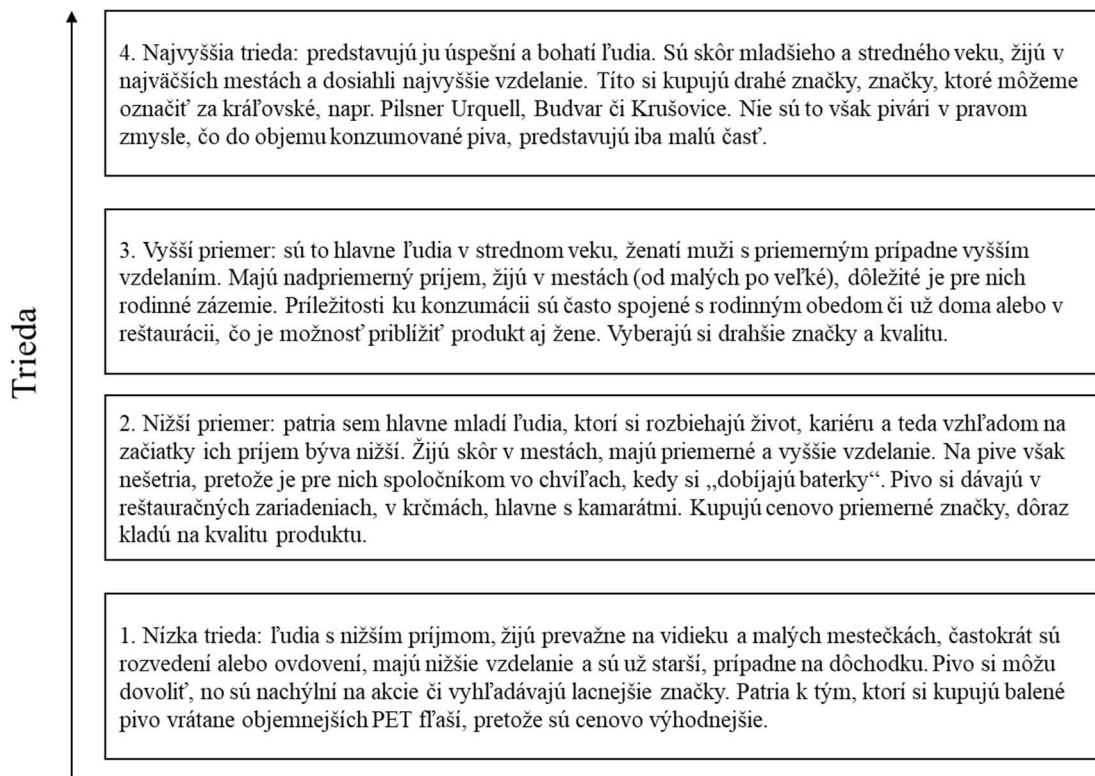 4. Najvyššia trieda: predstavujú ju úspešní a bohatí ľudia. Sú skôr mladšieho a stredného veku, žijú v
najväčších mestách a dosiahli najvyššie vzdelanie. Títo si kupujú drahé značky, značky, ktoré môžeme
označiť za kráľovské, napr. Pilsner Urquell, Budvar či Krušovice. Nie sú to však pivári v pravom
zmysle, čo do objemu konzumované piva, predstavujú iba malú časť.
3. Vyšší priemer: sú to hlavne ľudia v strednom veku, ženatí muži s priemerným prípadne vyšším
vzdelaním. Majú nadpriemerný príjem, žijú v mestách (od malých po veľké), dôležité je pre nich
rodinné zázemie. Príležitosti ku konzumácii sú často spojené s rodinným obedom či už doma alebo v
reštaurácii, čo je možnosť priblížiť produkt aj žene. Vyberajú si drahšie značky a kvalitu.
Trieda
2. Nižší priemer: patria sem hlavne mladí ľudia, ktorí si rozbiehajú život, kariéru a teda vzhľadom na
začiatky ich príjem býva nižší. Žijú skôr v mestách, majú priemerné a vyššie vzdelanie. Na pive však
nešetria, pretože je pre nich spoločníkom vo chvíľach, kedy si „dobíjajú baterky“. Pivo si dávajú v
reštauračných zariadeniach, v krčmách, hlavne s kamarátmi. Kupujú cenovo priemerné značky, dôraz
kladú na kvalitu produktu.
1. Nízka trieda: ľudia s nižším príjmom, žijú prevažne na vidieku a malých mestečkách, častokrát sú
rozvedení alebo ovdovení, majú nižšie vzdelanie a sú už starší, prípadne na dôchodku. Pivo si môžu
dovoliť, no sú nachýlní na akcie či vyhľadávajú lacnejšie značky. Patria k tým, ktorí si kupujú balené
pivo vrátane objemnejších PET fľaší, pretože sú cenovo výhodnejšie.